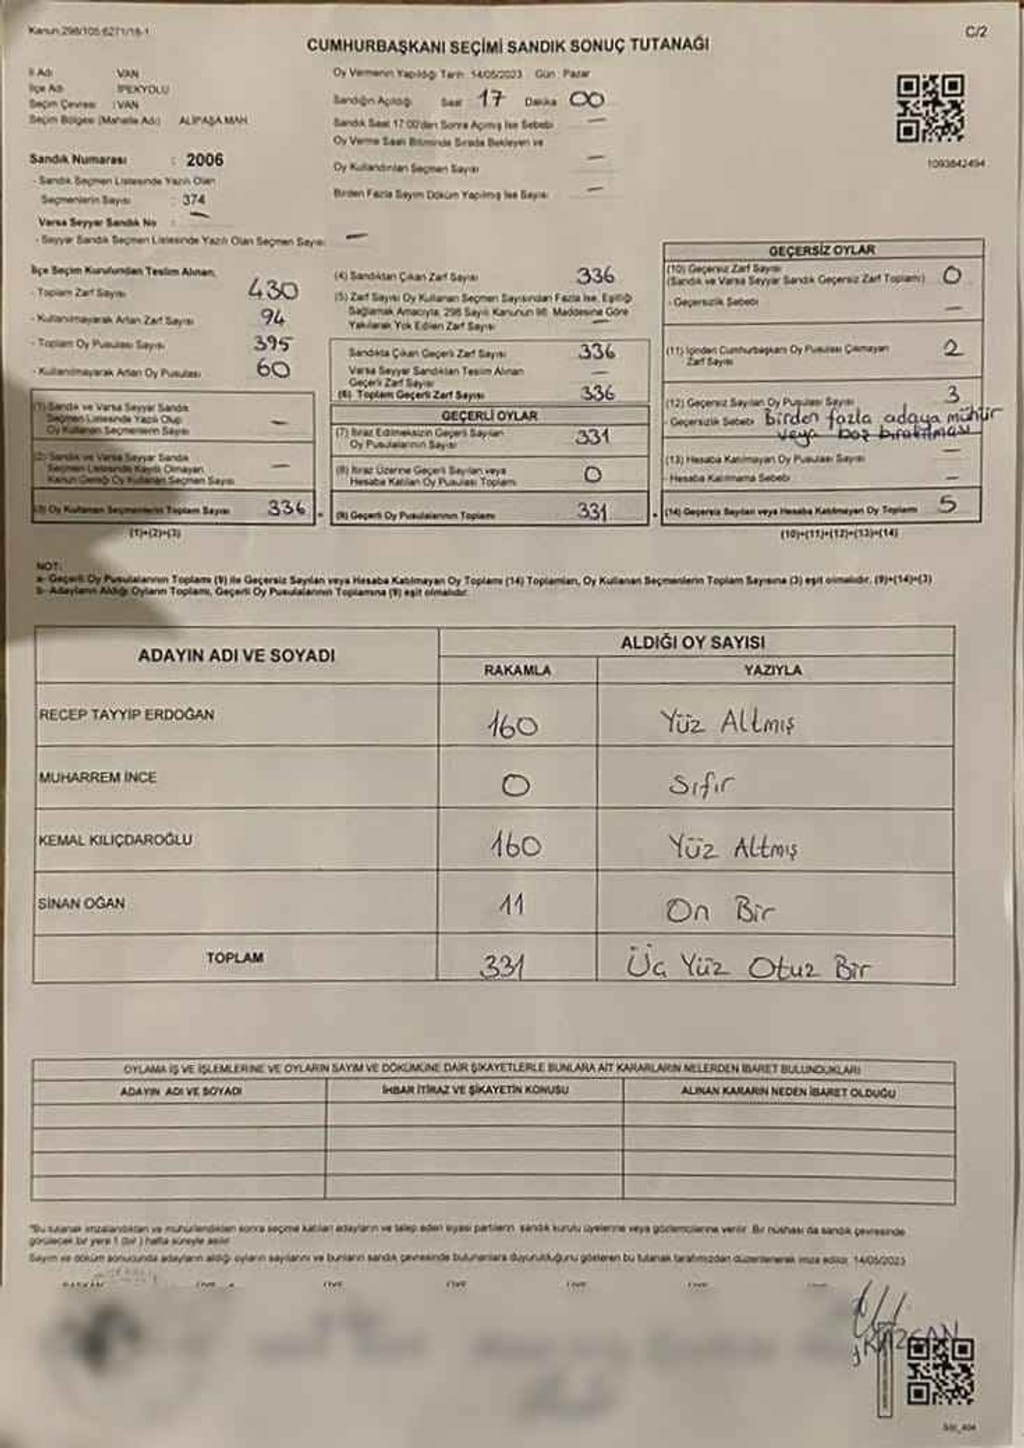 Kanun 298/105 6271/18-1
C/2
CUMHURBAŞKANI SEÇİMİ SANDIK SONUÇ TUTANAĞI
İl Adı VAN
İlçe Adı İPEKYOLU
Seçim Çevresi : VAN
Seçim Bölgesi (Mahalle Adı) ALİPAŞA MAH
Sandık Numarası : 2006
- Sandık Seçmen Listesinde Yazılı Olan
Seçmenlerin Sayısı : 374
Varsa Seyyar Sandık No : —
- Seyyar Sandık Seçmen Listesinde Yazılı Olan Seçmen Sayısı —
Oy Vermenin Yapıldığı Tarih 14/05/2023 Gün : Pazar
Sandığın Açıldığı Saat 17 Dakika 00
Sandık Saat 17:00'den Sonra Açılmış İse Sebebi —
Oy Verme Saati Bitiminde Sırada Bekleyen ve
Oy Kullandırılan Seçmen Sayısı —
Birden Fazla Sayım Döküm Yapılmış İse Sayısı —
1093842494
İlçe Seçim Kurulundan Teslim Alınan,
- Toplam Zarf Sayısı 430
- Kullanılmayarak Artan Zarf Sayısı 94
- Toplam Oy Pusulası Sayısı 395
- Kullanılmayarak Artan Oy Pusulası 60
(1) Sandık ve Varsa Seyyar Sandık
Seçmen Listesinde Yazılı Olup
Oy Kullanan Seçmenlerin Sayısı —
(2) Sandık ve Varsa Seyyar Sandık
Seçmen Listesinde Kayıtlı Olmayan
Kanun Gereği Oy Kullanan Seçmen Sayısı —
(3) Oy Kullanan Seçmenlerin Toplam Sayısı 336
(1)+(2)=(3)
(4) Sandıktan Çıkan Zarf Sayısı 336
(5) Zarf Sayısı Oy Kullanan Seçmen Sayısından Fazla İse, Eşitliği
Sağlamak Amacıyla, 298 Sayılı Kanunun 98. Maddesine Göre
Yakılarak Yok Edilen Zarf Sayısı —
Sandıkta Çıkan Geçerli Zarf Sayısı 336
Varsa Seyyar Sandıktan Teslim Alınan
Geçerli Zarf Sayısı —
(6) Toplam Geçerli Zarf Sayısı 336
GEÇERLİ OYLAR
(7) İtiraz Edilmeksizin Geçerli Sayılan
Oy Pusulalarının Sayısı 331
(8) İtiraz Üzerine Geçerli Sayılan veya
Hesaba Katılan Oy Pusulası Toplamı 0
(9) Geçerli Oy Pusulalarının Toplamı 331
GEÇERSİZ OYLAR
(10) Geçersiz Zarf Sayısı
(Sandık ve Varsa Seyyar Sandık Geçersiz Zarf Toplamı) 0
- Geçersizlik Sebebi —
(11) İçinden Cumhurbaşkanı Oy Pusulası Çıkmayan
Zarf Sayısı 2
(12) Geçersiz Sayılan Oy Pusulası Sayısı 3
- Geçersizlik Sebebi Birden fazla adaya mühür
veya boş bırakılması
(13) Hesaba Katılmayan Oy Pusulası Sayısı —
- Hesaba Katılmama Sebebi —
(14) Geçersiz Sayılan veya Hesaba Katılmayan Oy Toplamı 5
(10)+(11)+(12)+(13)=(14)
NOT:
a- Geçerli Oy Pusulalarının Toplamı (9) ile Geçersiz Sayılan veya Hesaba Katılmayan Oy Toplamı (14) Toplamları, Oy Kullanan Seçmenlerin Toplam Sayısına (3) eşit olmalıdır. (9)+(14)=(3)
b- Adayların Aldığı Oyların Toplamı, Geçerli Oy Pusulalarının Toplamına (9) eşit olmalıdır.
ADAYIN ADI VE SOYADI ALDIĞI OY SAYISI
RAKAMLA YAZIYLA
RECEP TAYYİP ERDOĞAN 160 Yüz Altmış
MUHARREM İNCE 0 Sıfır
KEMAL KILIÇDAROĞLU 160 Yüz Altmış
SİNAN OĞAN 11 On Bir
TOPLAM 331 Üç Yüz Otuz Bir
OYLAMA İŞ VE İŞLEMLERİNE VE OYLARIN SAYIM VE DÖKÜMÜNE DAİR ŞİKAYETLERLE BUNLARA AİT KARARLARIN NELERDEN İBARET BULUNDUKLARI
ADAYIN ADI VE SOYADI İHBAR İTİRAZ VE ŞİKAYETİN KONUSU ALINAN KARARIN NEDEN İBARET OLDUĞU
*Bu tutanak imzalandıktan ve mühürlendikten sonra seçime katılan adayların ve talep eden siyasi partilerin sandık kurulu üyelerine veya gözlemcilerine verilir. Bir nüshası da sandık çevresinde
görülecek bir yere 1 (bir) hafta süreyle asılır
Sayım ve döküm sonucunda adayların aldığı oyların sayılarını ve bunların sandık çevresinde bulunanlara duyurulduğunu gösteren bu tutanak tarafımızdan düzenlenerek imza edildi. 14/05/2023